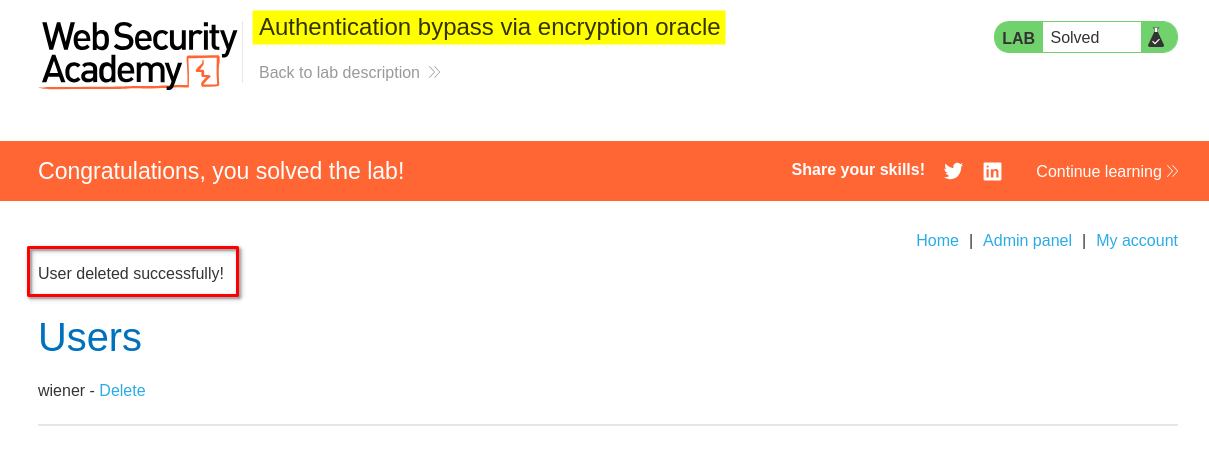 Web Security
Academy
Authentication bypass via encryption oracle
Back to lab description
LAB Solved
Congratulations, you solved the lab!
Share your skills!
Continue learning
Home | Admin panel | My account
User deleted successfully!
Users
wiener - Delete